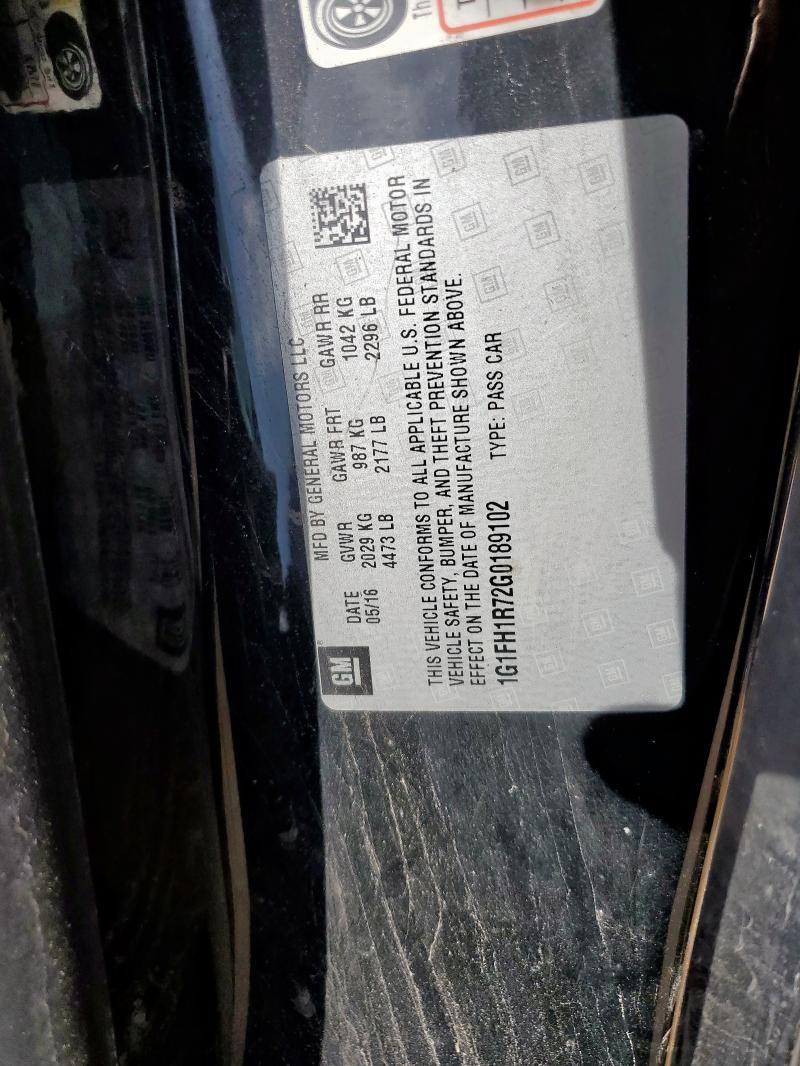 GM
MFD BY GENERAL MOTORS LLC
DATE GVWR GAWR FRT GAWR RR
05/16 2029 KG 987 KG 1042 KG
4473 LB 2177 LB 2296 LB
THIS VEHICLE CONFORMS TO ALL APPLICABLE U.S. FEDERAL MOTOR
VEHICLE SAFETY, BUMPER, AND THEFT PREVENTION STANDARDS IN
EFFECT ON THE DATE OF MANUFACTURE SHOWN ABOVE.
1G1FH1R72G0189102 TYPE: PASS CAR